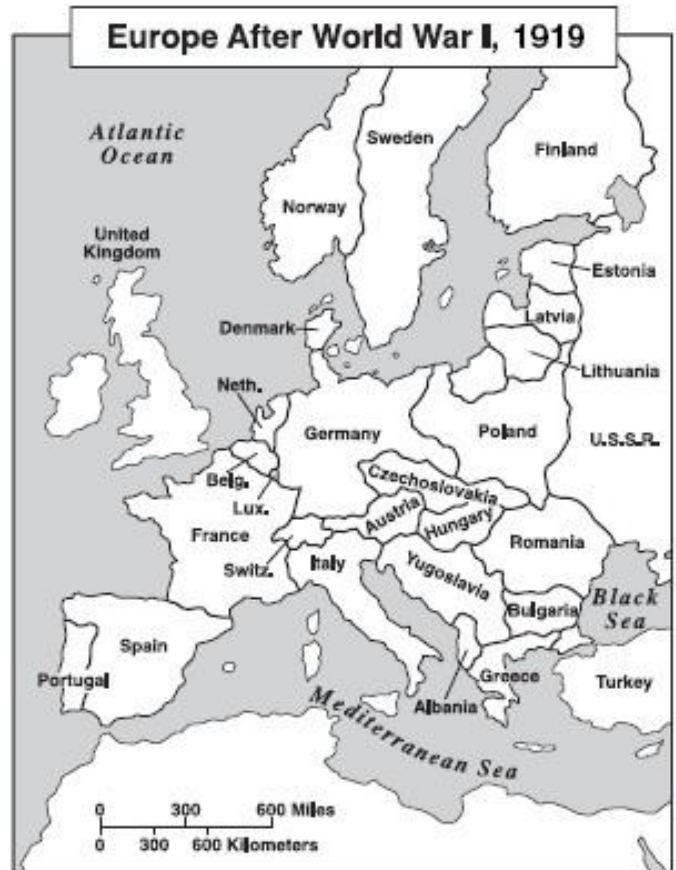 Europe After World War I, 1919
Atlantic
Ocean
Sweden
Finland
Norway
United
Kingdom
Estonia
Latvia
Denmark
Lithuania
Neth.
Germany
Poland
U.S.S.R.
Belg.
Czechoslovakia
Lux.
Austria
Hungary
France
Romania
Switz.
Italy
Yugoslavia
Black
Sea
Bulgaria
Spain
Portugal
Greece
Turkey
Albania
Mediterranean Sea
0 300 600 Miles
0 300 600 Kilometers